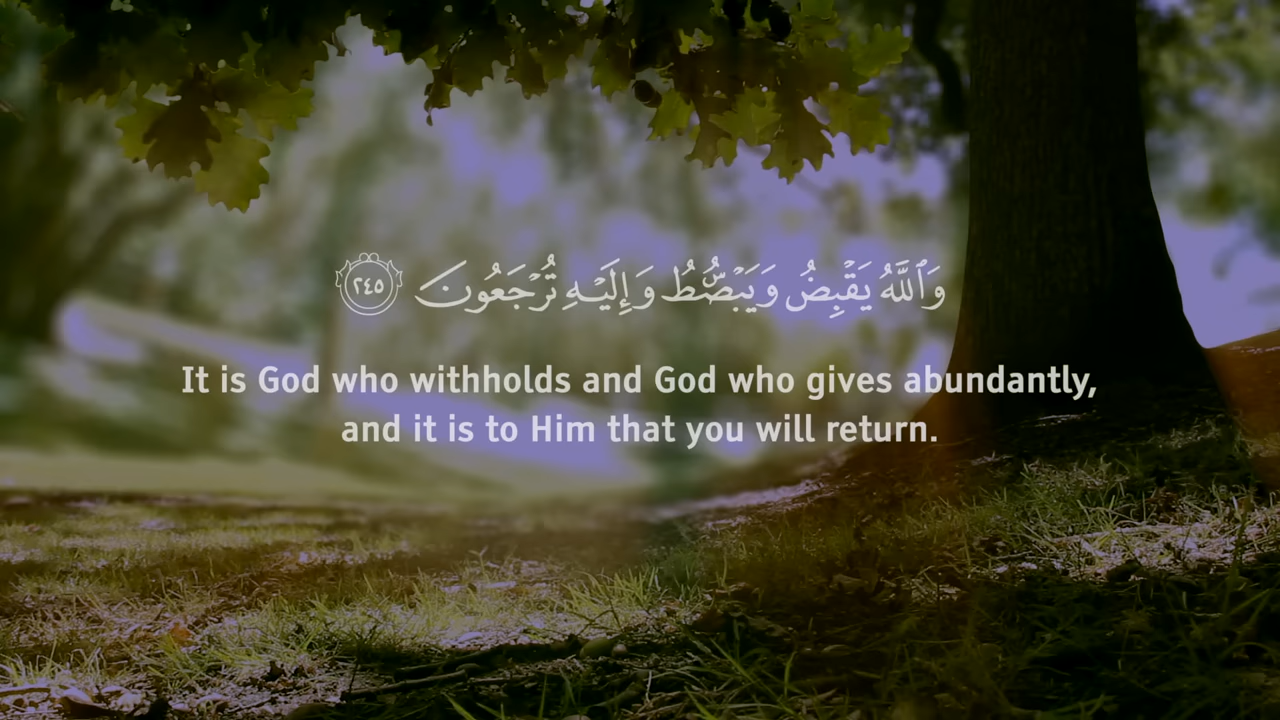 وَٱللَّهُ يَقْبِضُ وَيَبْصُۜطُ وَإِلَيْهِ تُرْجَعُونَ ٢٤٥
It is God who withholds and God who gives abundantly,
and it is to Him that you will return.